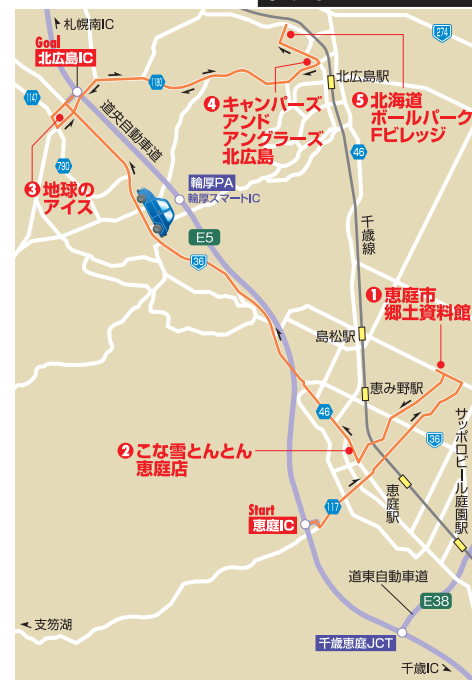 札幌南IC
274
Goal
北広島IC
1180
北広島駅
1147
道央自動車道
❹キャンパーズ
アンド
アングラーズ
北広島
❺北海道
ボールパーク
Fビレッジ
46
790
❸地球の
アイス
輪厚PA
輪厚スマートIC
E5
36
千歳線
❶恵庭市
郷土資料館
島松駅
恵み野駅
46
36
❷こな雪とんとん
恵庭店
サッポロビール庭園駅
恵庭駅
117
Start
恵庭IC
道東自動車道
E38
支笏湖
千歳恵庭JCT
千歳IC